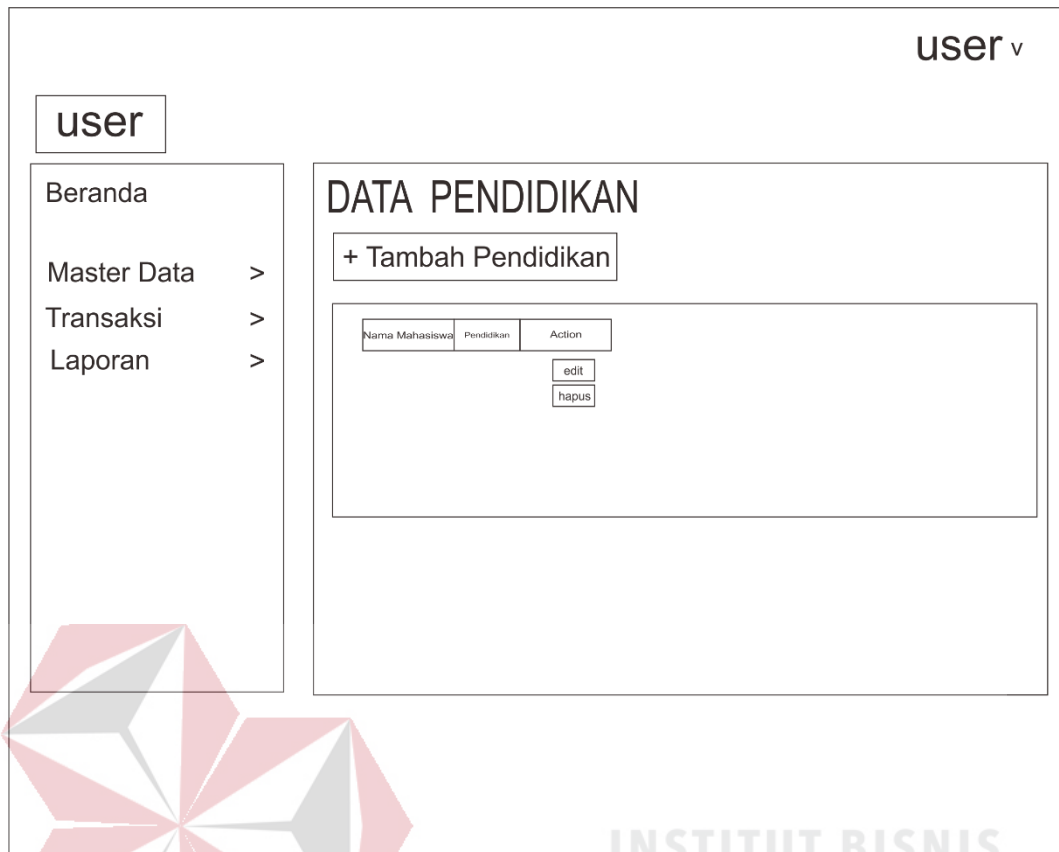 user v
user
Beranda
Master Data >
Transaksi >
Laporan >
DATA PENDIDIKAN
+ Tambah Pendidikan
Nama Mahasiswa Pendidikan Action
edit
hapus
INSTITUT BISNIS